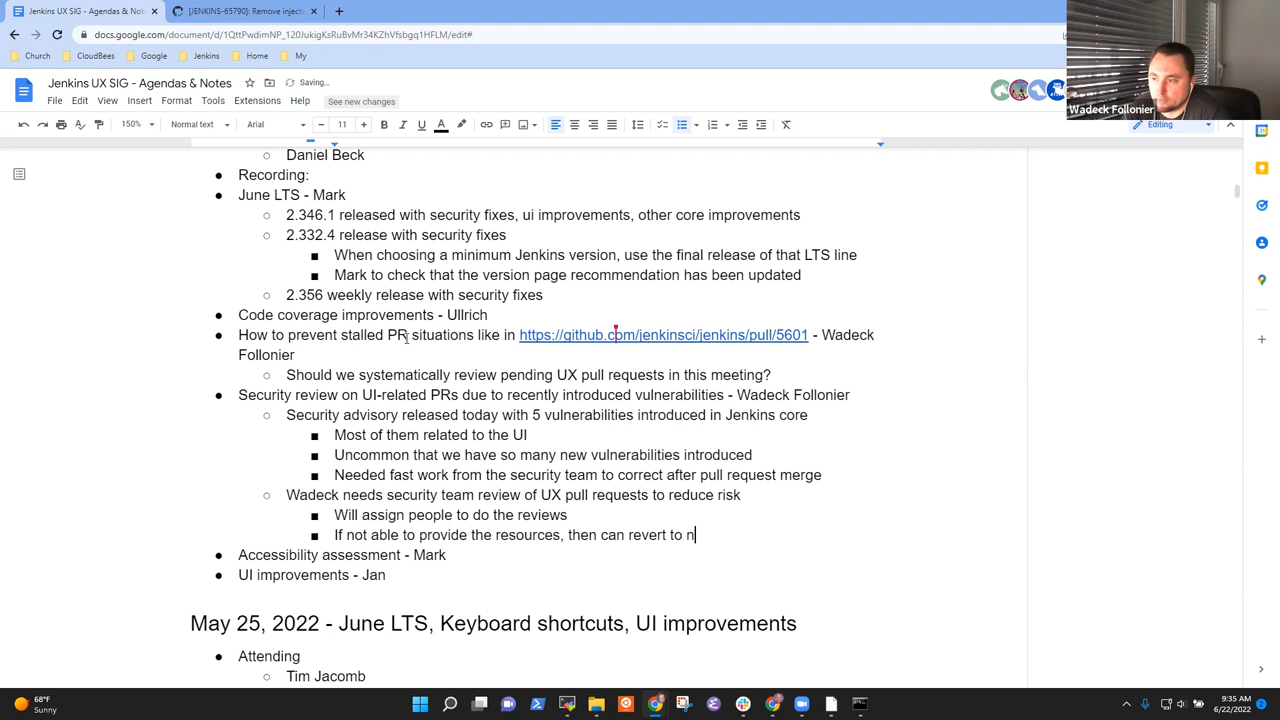 Jenkins UX SIG - Agendas & Notes
[JENKINS-65790]: Remove inject
docs.google.com/document/d/1QttPwdimNP_120JukigKsRuBvMr34KZhVrSbgq1HFLM/edit#
Church
CloudBees
Google
Jenkins
Home
My
Jenkins UX SIG - Agendas & Notes
Saving...
File Edit View Insert Format Tools Extensions Help
See new changes
Wadeck Follonier
150% Normal text Arial 11
Editing
Daniel Beck
Recording:
June LTS - Mark
2.346.1 released with security fixes, ui improvements, other core improvements
2.332.4 release with security fixes
When choosing a minimum Jenkins version, use the final release of that LTS line
Mark to check that the version page recommendation has been updated
2.356 weekly release with security fixes
Code coverage improvements - Ullrich
How to prevent stalled PR situations like in https://github.com/jenkinsci/jenkins/pull/5601 - Wadeck
Follonier
Should we systematically review pending UX pull requests in this meeting?
Security review on UI-related PRs due to recently introduced vulnerabilities - Wadeck Follonier
Security advisory released today with 5 vulnerabilities introduced in Jenkins core
Most of them related to the UI
Uncommon that we have so many new vulnerabilities introduced
Needed fast work from the security team to correct after pull request merge
Wadeck needs security team review of UX pull requests to reduce risk
Will assign people to do the reviews
If not able to provide the resources, then can revert to n
Accessibility assessment - Mark
UI improvements - Jan
May 25, 2022 - June LTS, Keyboard shortcuts, UI improvements
Attending
Tim Jacomb
68°F
Sunny
9:35 AM
6/22/2022